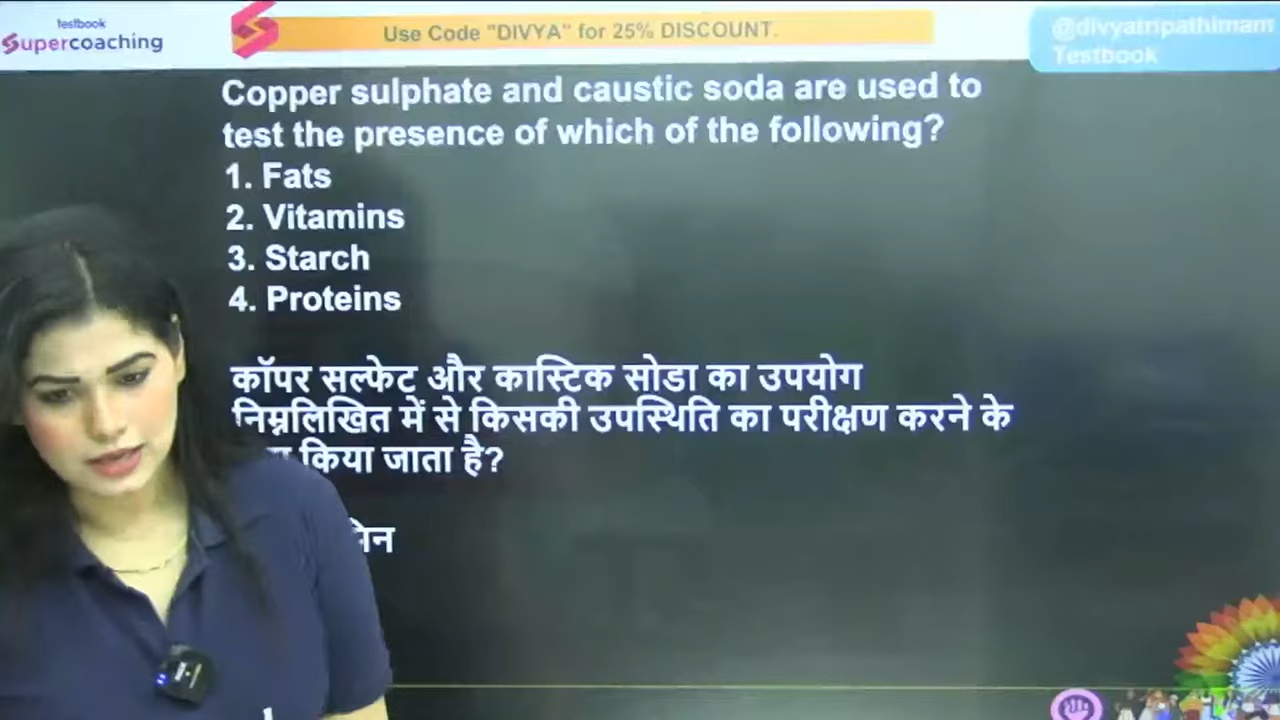 testbook
Supercoaching
Use Code "DIVYA" for 25% DISCOUNT.
@divyatripathimam
Testbook
Copper sulphate and caustic soda are used to
test the presence of which of the following?
1. Fats
2. Vitamins
3. Starch
4. Proteins
कॉपर सल्फेट और कास्टिक सोडा का उपयोग
निम्नलिखित में से किसकी उपस्थिति का परीक्षण करने के
किया जाता है?